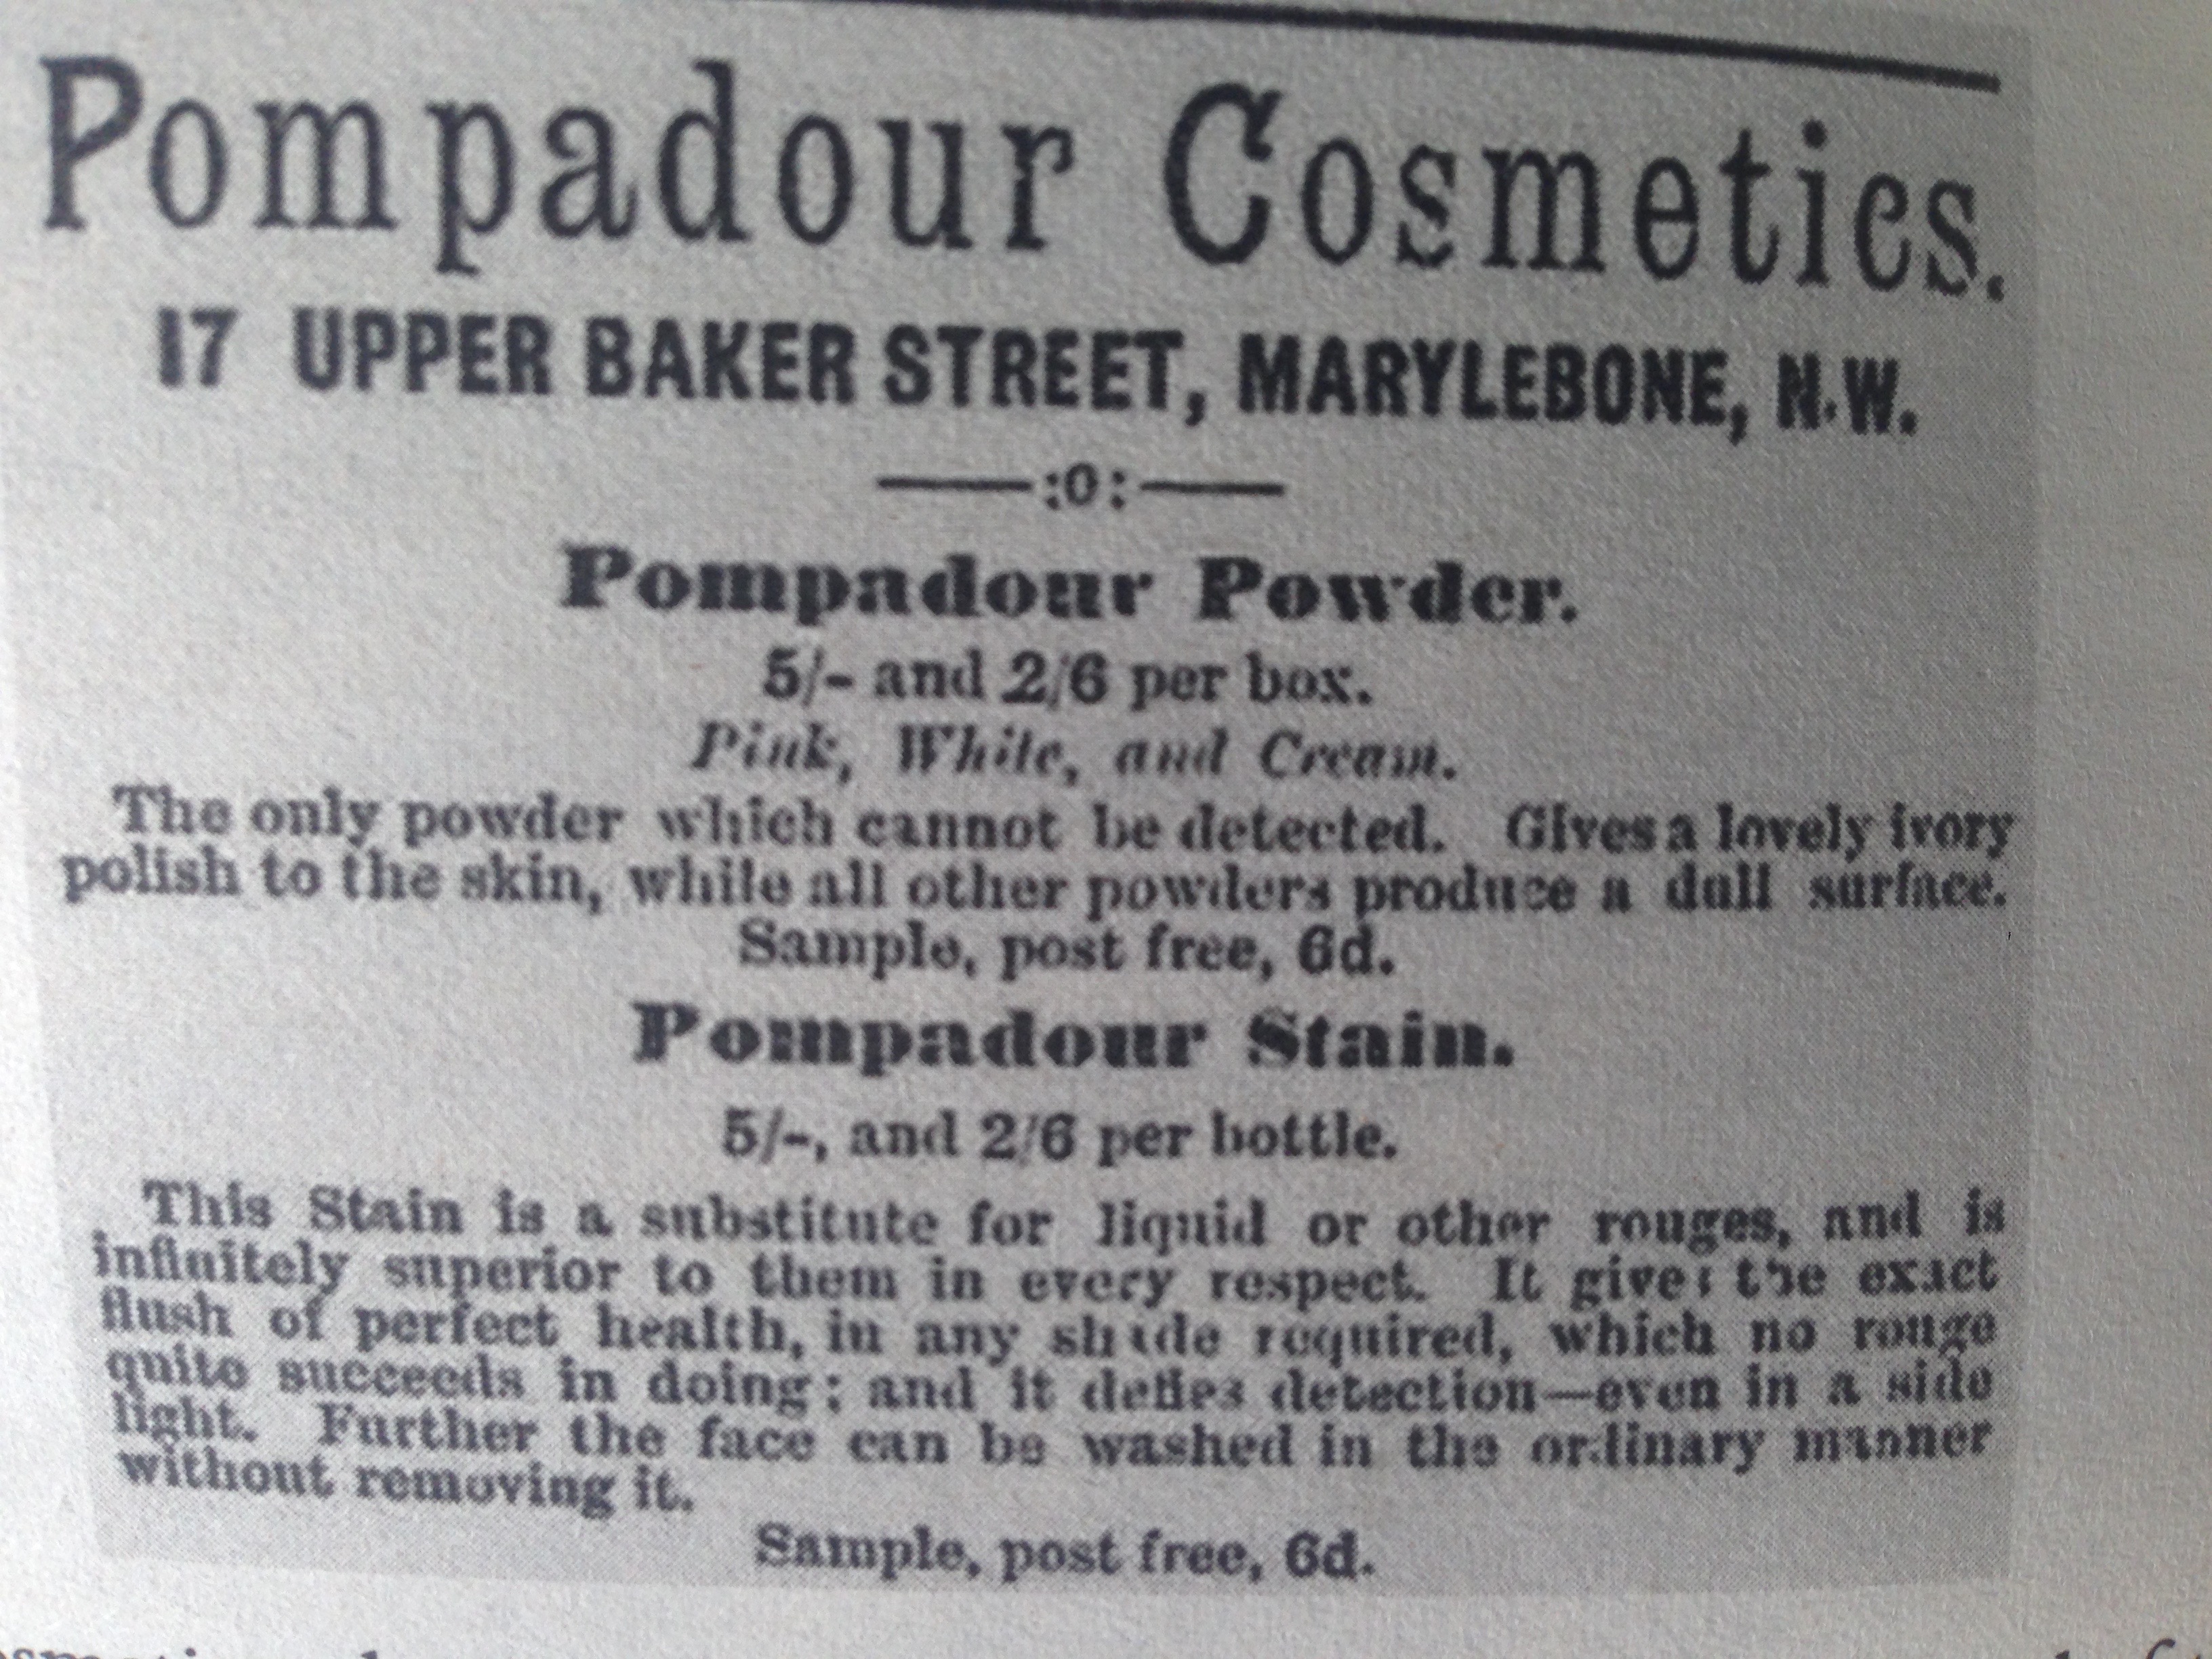 Pompadour Cosmetics.
17 UPPER BAKER STREET, MARYLEBONE, N.W.
——:o:——
Pompadour Powder.
5/- and 2/6 per box.
Pink, White, and Cream.
The only powder which cannot be detected. Gives a lovely ivory
polish to the skin, while all other powders produce a dull surface.
Sample, post free, 6d.
Pompadour Stain.
5/-, and 2/6 per bottle.
This Stain is a substitute for liquid or other rouges, and is
infinitely superior to them in every respect. It gives the exact
flush of perfect health, in any shade required, which no rouge
quite succeeds in doing; and it defies detection—even in a side
light. Further the face can be washed in the ordinary manner
without removing it.
Sample, post free, 6d.